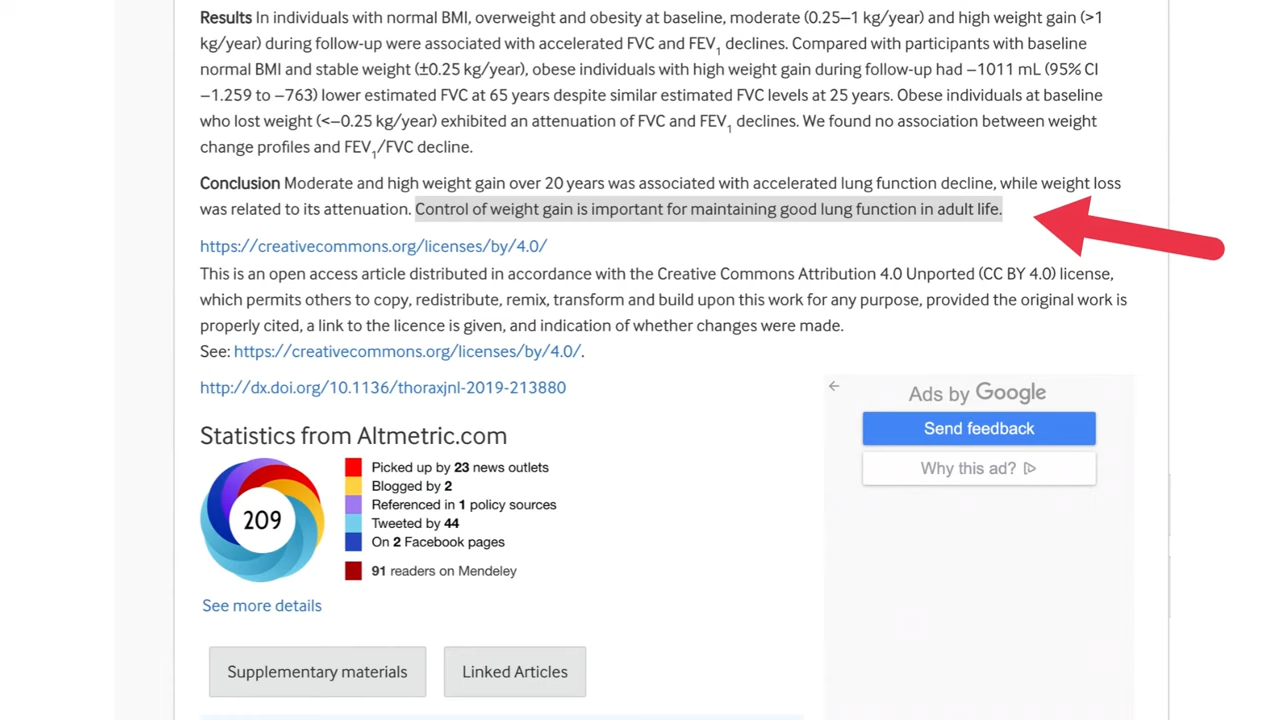 Results In individuals with normal BMI, overweight and obesity at baseline, moderate (0.25–1 kg/year) and high weight gain (>1
kg/year) during follow-up were associated with accelerated FVC and FEV1 declines. Compared with participants with baseline
normal BMI and stable weight (±0.25 kg/year), obese individuals with high weight gain during follow-up had −1011 mL (95% CI
−1.259 to −763) lower estimated FVC at 65 years despite similar estimated FVC levels at 25 years. Obese individuals at baseline
who lost weight (<−0.25 kg/year) exhibited an attenuation of FVC and FEV1 declines. We found no association between weight
change profiles and FEV1/FVC decline.
Conclusion Moderate and high weight gain over 20 years was associated with accelerated lung function decline, while weight loss
was related to its attenuation. Control of weight gain is important for maintaining good lung function in adult life.
https://creativecommons.org/licenses/by/4.0/
This is an open access article distributed in accordance with the Creative Commons Attribution 4.0 Unported (CC BY 4.0) license,
which permits others to copy, redistribute, remix, transform and build upon this work for any purpose, provided the original work is
properly cited, a link to the licence is given, and indication of whether changes were made.
See: https://creativecommons.org/licenses/by/4.0/.
http://dx.doi.org/10.1136/thoraxjnl-2019-213880
Statistics from Altmetric.com
209
Picked up by 23 news outlets
Blogged by 2
Referenced in 1 policy sources
Tweeted by 44
On 2 Facebook pages
91 readers on Mendeley
See more details
Supplementary materials
Linked Articles
Ads by Google
Send feedback
Why this ad?